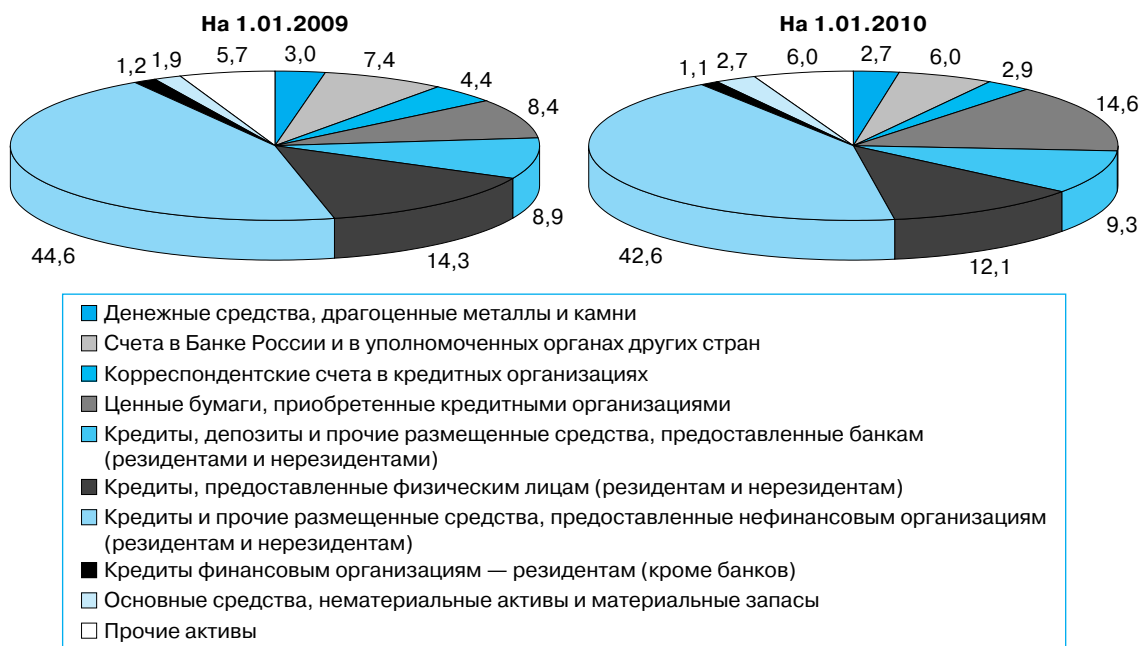 На 1.01.2009
3,0
7,4
4,4
8,4
8,9
14,3
44,6
1,2
1,9
5,7
На 1.01.2010
2,7
6,0
2,9
14,6
9,3
12,1
42,6
1,1
2,7
6,0
Денежные средства, драгоценные металлы и камни
Счета в Банке России и в уполномоченных органах других стран
Корреспондентские счета в кредитных организациях
Ценные бумаги, приобретенные кредитными организациями
Кредиты, депозиты и прочие размещенные средства, предоставленные банкам
(резидентами и нерезидентами)
Кредиты, предоставленные физическим лицам (резидентам и нерезидентам)
Кредиты и прочие размещенные средства, предоставленные нефинансовым организациям
(резидентам и нерезидентам)
Кредиты финансовым организациям — резидентам (кроме банков)
Основные средства, нематериальные активы и материальные запасы
Прочие активы